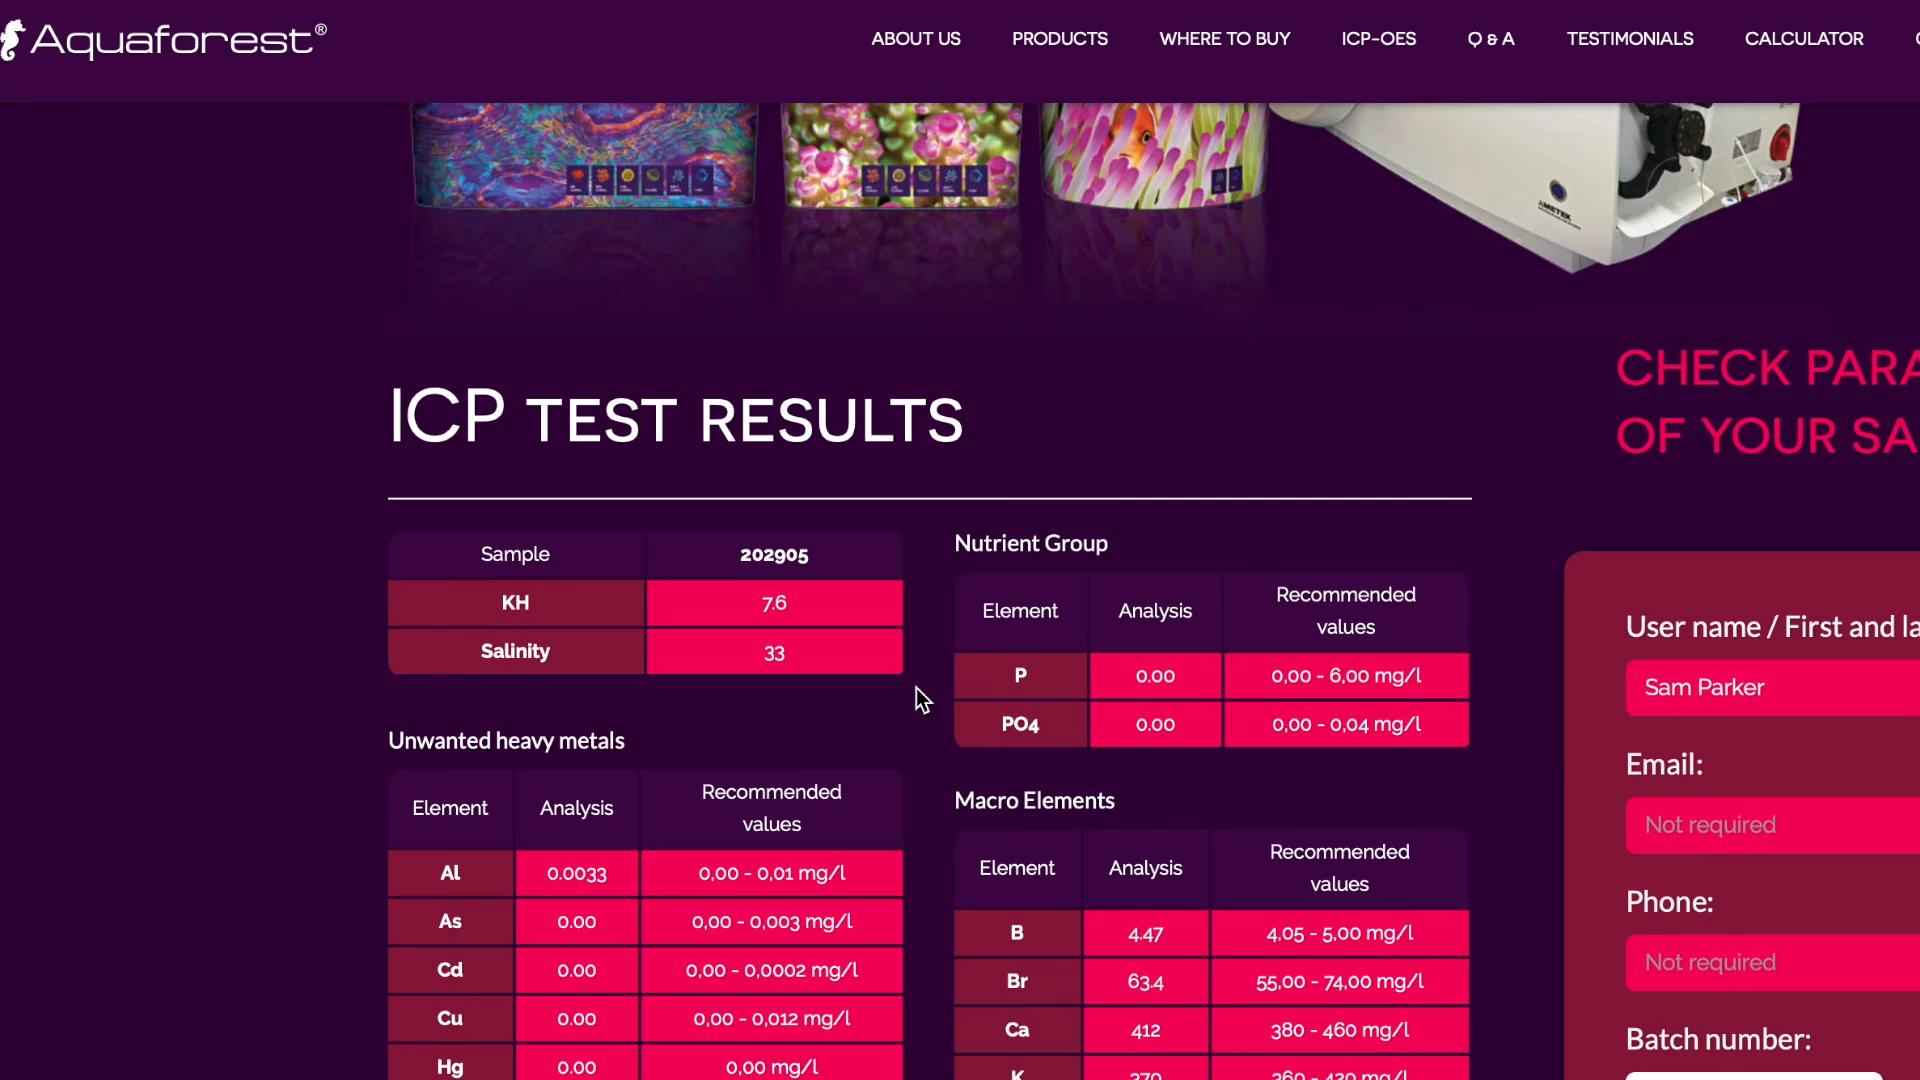 Aquaforest®
ABOUT US
PRODUCTS
WHERE TO BUY
ICP-OES
Q & A
TESTIMONIALS
CALCULATOR
AMETEK
ICP TEST RESULTS
CHECK PARA
OF YOUR SA
Sample 202905
KH 7.6
Salinity 33
Unwanted heavy metals
Element Analysis Recommended
values
Al 0.0033 0,00 - 0,01 mg/l
As 0.00 0,00 - 0,003 mg/l
Cd 0.00 0,00 - 0,0002 mg/l
Cu 0.00 0,00 - 0,012 mg/l
Hg 0.00 0,00 mg/l
Nutrient Group
Element Analysis Recommended
values
P 0.00 0,00 - 6,00 mg/l
PO4 0.00 0,00 - 0,04 mg/l
Macro Elements
Element Analysis Recommended
values
B 4.47 4,05 - 5,00 mg/l
Br 63.4 55,00 - 74,00 mg/l
Ca 412 380 - 460 mg/l
K 370 360 - 420 mg/l
User name / First and la
Sam Parker
Email:
Not required
Phone:
Not required
Batch number: